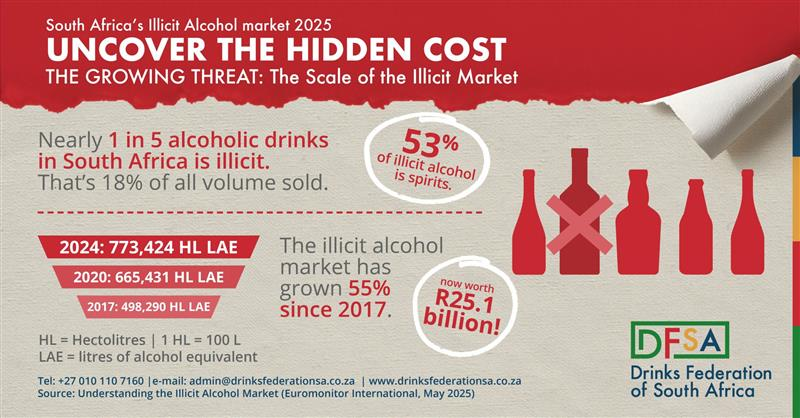 South Africa's Illicit Alcohol market 2025
UNCOVER THE HIDDEN COST
THE GROWING THREAT: The Scale of the Illicit Market
Nearly 1 in 5 alcoholic drinks
in South Africa is illicit.
That's 18% of all volume sold.
53%
of illicit alcohol
is spirits.
2024: 773,424 HL LAE
2020: 665,431 HL LAE
2017: 498,290 HL LAE
HL = Hectolitres | 1 HL = 100 L
LAE = litres of alcohol equivalent
The illicit alcohol
market has
grown 55%
since 2017.
now worth
R25.1
billion!
DFSA
Drinks Federation
of South Africa
Tel: +27 010 110 7160 |e-mail: admin@drinksfederationsa.co.za | www.drinksfederationsa.co.za
Source: Understanding the Illicit Alcohol Market (Euromonitor International, May 2025)